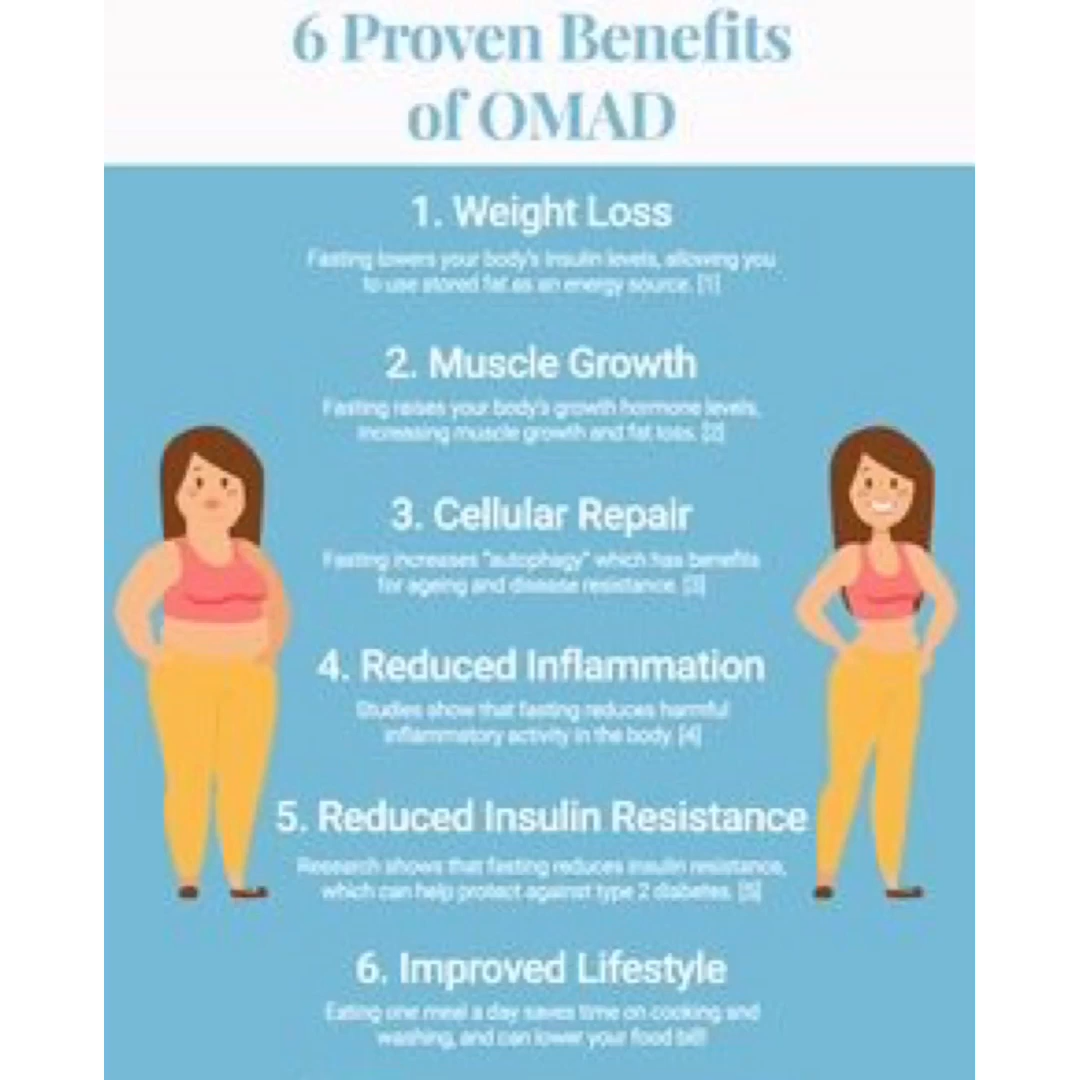 6 Proven Benefits
of OMAD
1. Weight Loss
Fasting lowers your body's insulin levels, allowing you
to use stored fat as an energy source. [1]
2. Muscle Growth
Fasting raises your body's growth hormone levels,
increasing muscle growth and fat loss. [2]
3. Cellular Repair
Fasting increases "autophagy" which has benefits
for ageing and disease resistance. [3]
4. Reduced Inflammation
Studies show that fasting reduces harmful
inflammatory activity in the body. [4]
5. Reduced Insulin Resistance
Research shows that fasting reduces insulin resistance,
which can help protect against type 2 diabetes. [5]
6. Improved Lifestyle
Eating one meal a day saves time on cooking and
washing, and can lower your food bill!